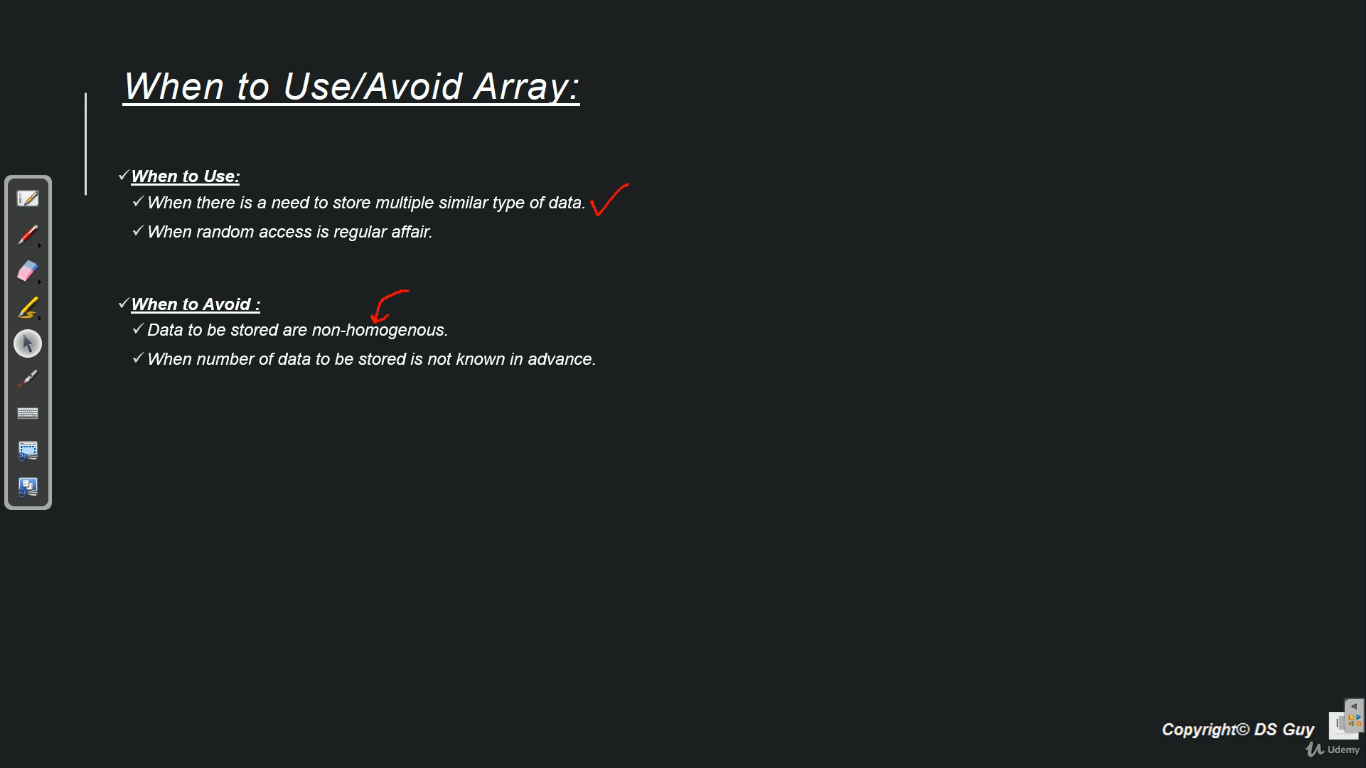 When to Use/Avoid Array:
When to Use:
When there is a need to store multiple similar type of data.
When random access is regular affair.
When to Avoid :
Data to be stored are non-homogenous.
When number of data to be stored is not known in advance.
Copyright© DS Guy
Udemy